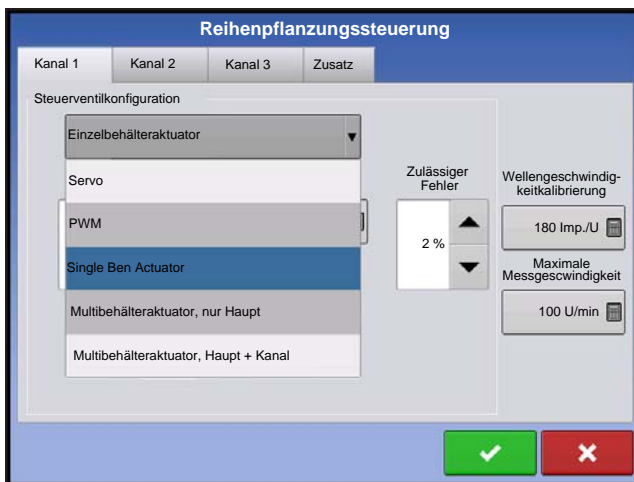 Reihenpflanzungssteuerung
Kanal 1
Kanal 2
Kanal 3
Zusatz
Steuerventilkonfiguration
Einzelbehälteraktuator
Servo
PWM
Single Ben Actuator
Multibehälteraktuator, nur Haupt
Multibehälteraktuator, Haupt + Kanal
Zulässiger
Fehler
2 %
Wellengeschwindig-
keitkalibrierung
180 Imp./U
Maximale
Messgescwindigkeit
100 U/min